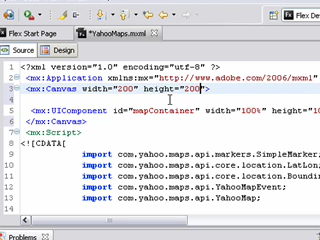 Flex De
Flex Start Page
*YahooMaps.mxml
Source
Design
1 <?xml version="1.0" encoding="utf-8" ?>
2 <mx:Application xmlns:mx="http://www.adobe.com/2006/mxml"
3 <mx:Canvas width="200" height="200">
4
5 <mx:UIComponent id="mapContainer" width="100%" height="10
6 </mx:Canvas>
7 <mx:Script>
8 <![CDATA[
9 import com.yahoo.maps.api.markers.SimpleMarker;
10 import com.yahoo.maps.api.core.location.LatLon;
11 import com.yahoo.maps.api.core.location.Boundin
12 import com.yahoo.maps.api.YahooMapEvent;
13 import com.yahoo.maps.api.YahooMap;
14
Problems